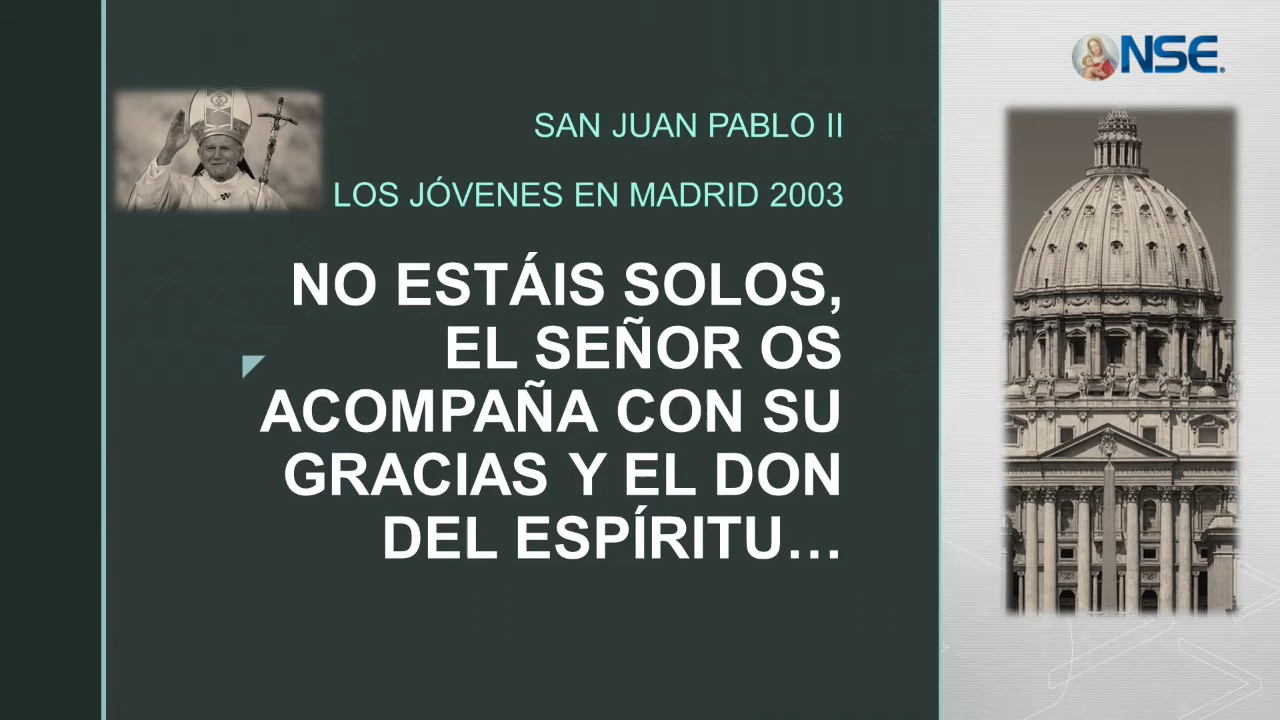 NSE
SAN JUAN PABLO II
LOS JÓVENES EN MADRID 2003
NO ESTÁIS SOLOS,
EL SEÑOR OS
ACOMPAÑA CON SU
GRACIAS Y EL DON
DEL ESPÍRITU…